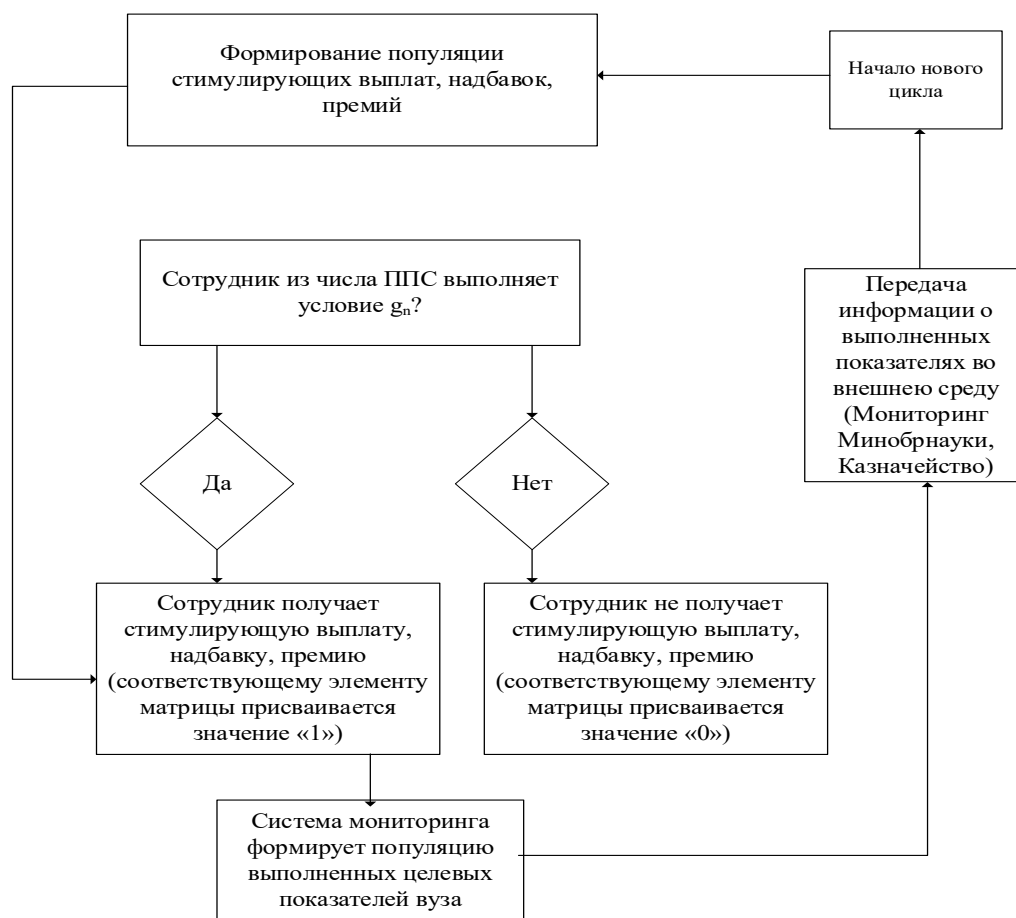 Формирование популяции
стимулирующих выплат, надбавок,
премий
Начало нового
цикла
Сотрудник из числа ППС выполняет
условие gₙ?
Передача
информации о
выполненных
показателях во
внешнею среду
(Мониторинг
Минобрнауки,
Казначейство)
Да
Нет
Сотрудник получает
стимулирующую выплату,
надбавку, премию
(соответствующему элементу
матрицы присваивается
значение «1»)
Сотрудник не получает
стимулирующую выплату,
надбавку, премию
(соответствующему элементу
матрицы присваивается
значение «0»)
Система мониторинга
формирует популяцию
выполненных целевых
показателей вуза